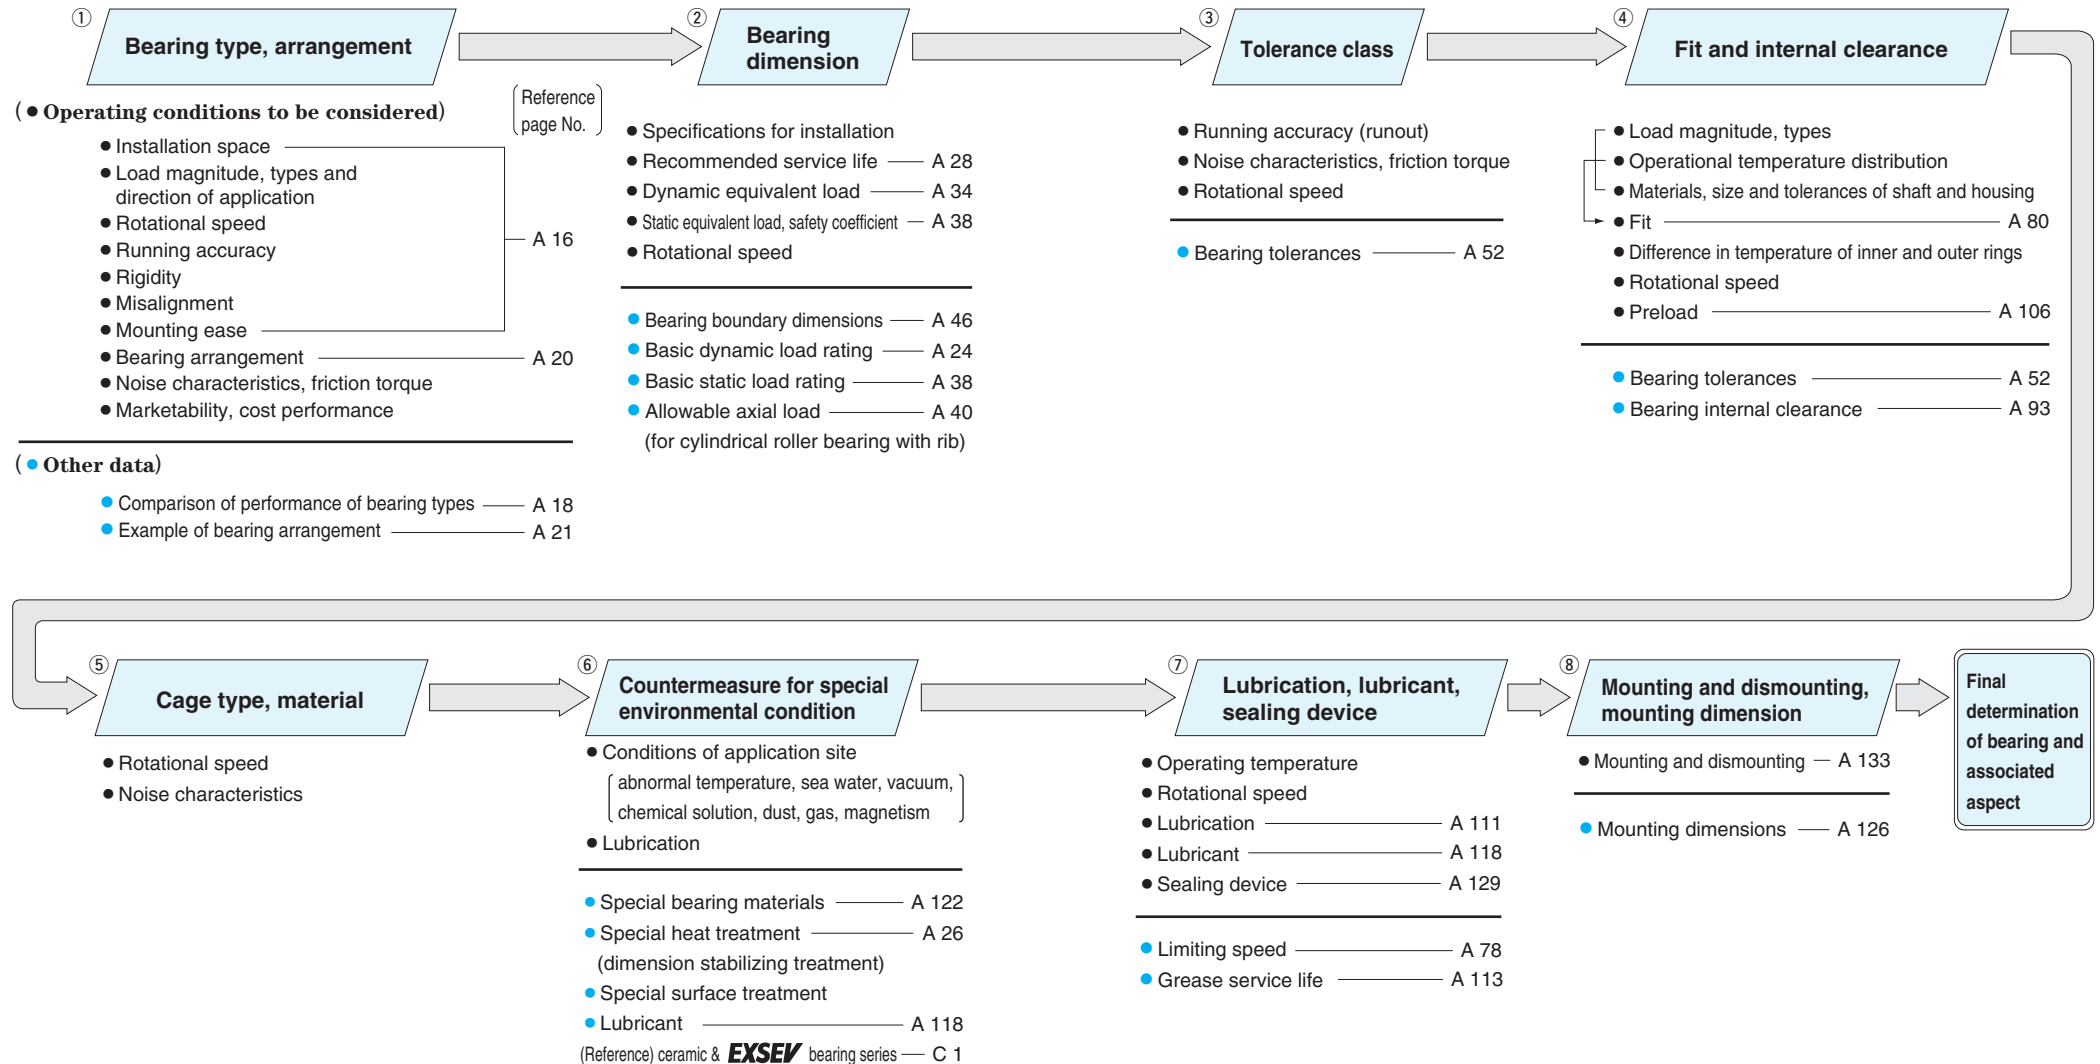 ① Bearing type, arrangement
(● Operating conditions to be considered)
Reference
page No.
● Installation space
● Load magnitude, types and
direction of application
● Rotational speed
● Running accuracy
● Rigidity
● Misalignment
● Mounting ease
A 16
● Bearing arrangement A 20
● Noise characteristics, friction torque
● Marketability, cost performance
(● Other data)
● Comparison of performance of bearing types A 18
● Example of bearing arrangement A 21
② Bearing
dimension
● Specifications for installation
● Recommended service life A 28
● Dynamic equivalent load A 34
● Static equivalent load, safety coefficient A 38
● Rotational speed
● Bearing boundary dimensions A 46
● Basic dynamic load rating A 24
● Basic static load rating A 38
● Allowable axial load A 40
(for cylindrical roller bearing with rib)
③ Tolerance class
● Running accuracy (runout)
● Noise characteristics, friction torque
● Rotational speed
● Bearing tolerances A 52
④ Fit and internal clearance
● Load magnitude, types
● Operational temperature distribution
● Materials, size and tolerances of shaft and housing
● Fit A 80
● Difference in temperature of inner and outer rings
● Rotational speed
● Preload A 106
● Bearing tolerances A 52
● Bearing internal clearance A 93
⑤ Cage type, material
● Rotational speed
● Noise characteristics
⑥ Countermeasure for special
environmental condition
● Conditions of application site
abnormal temperature, sea water, vacuum,
chemical solution, dust, gas, magnetism
● Lubrication
● Special bearing materials A 122
● Special heat treatment A 26
(dimension stabilizing treatment)
● Special surface treatment
● Lubricant A 118
(Reference) ceramic & EXSEV bearing series C 1
⑦ Lubrication, lubricant,
sealing device
● Operating temperature
● Rotational speed
● Lubrication A 111
● Lubricant A 118
● Sealing device A 129
● Limiting speed A 78
● Grease service life A 113
⑧ Mounting and dismounting,
mounting dimension
● Mounting and dismounting A 133
● Mounting dimensions A 126
Final
determination
of bearing and
associated
aspect